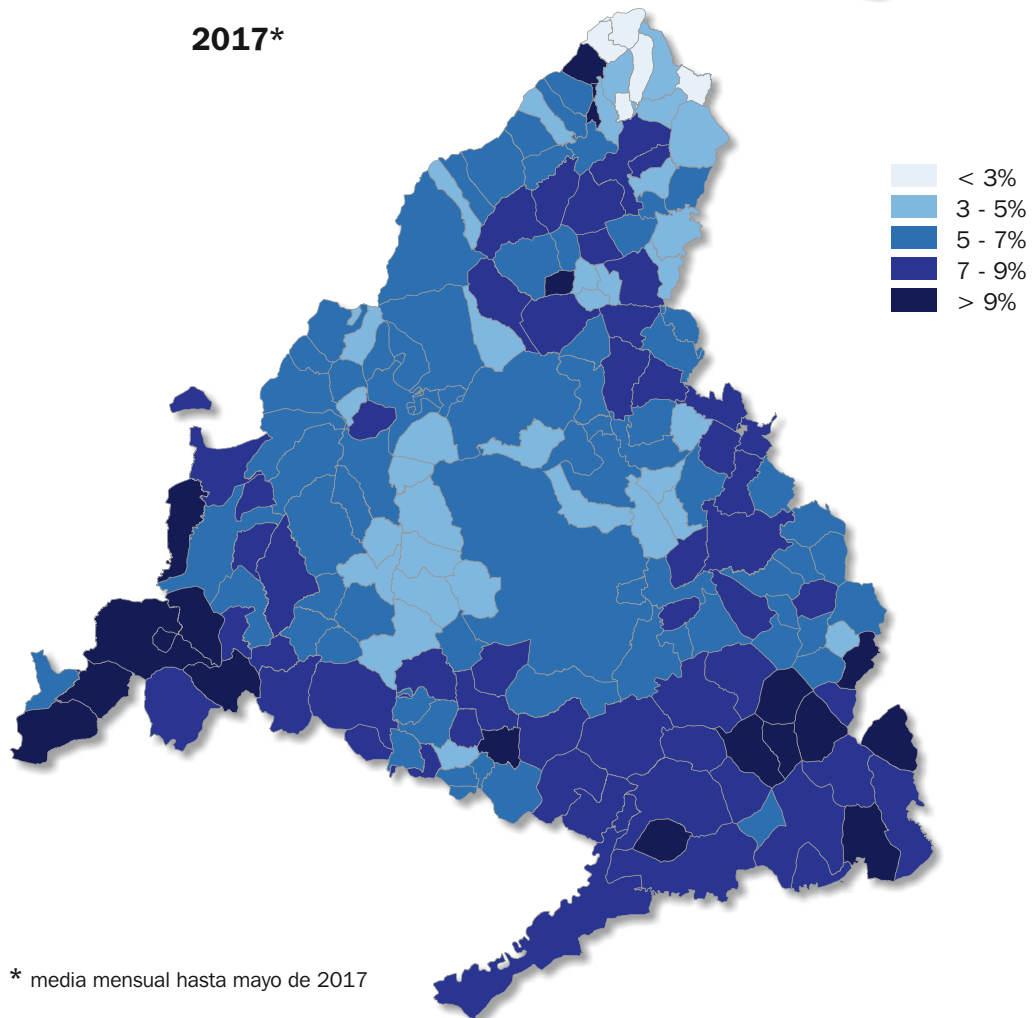 2017*
< 3%
3 - 5%
5 - 7%
7 - 9%
> 9%
* media mensual hasta mayo de 2017